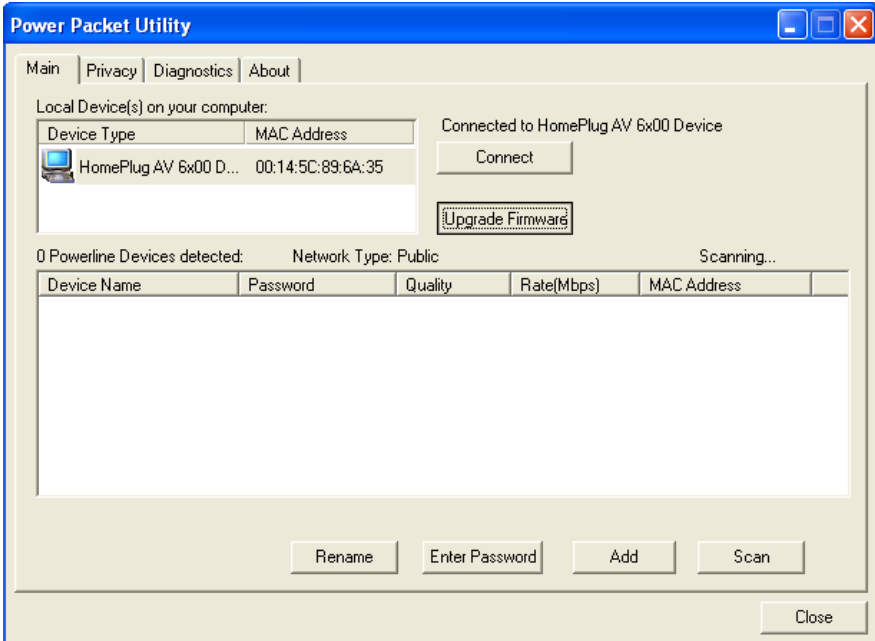 Power Packet Utility
Main Privacy Diagnostics About
Local Device(s) on your computer:
Device Type MAC Address
HomePlug AV 6x00 D... 00:14:5C:89:6A:35
Connected to HomePlug AV 6x00 Device
Connect
Upgrade Firmware
0 Powerline Devices detected: Network Type: Public Scanning...
Device Name Password Quality Rate(Mbps) MAC Address
Rename Enter Password Add Scan
Close